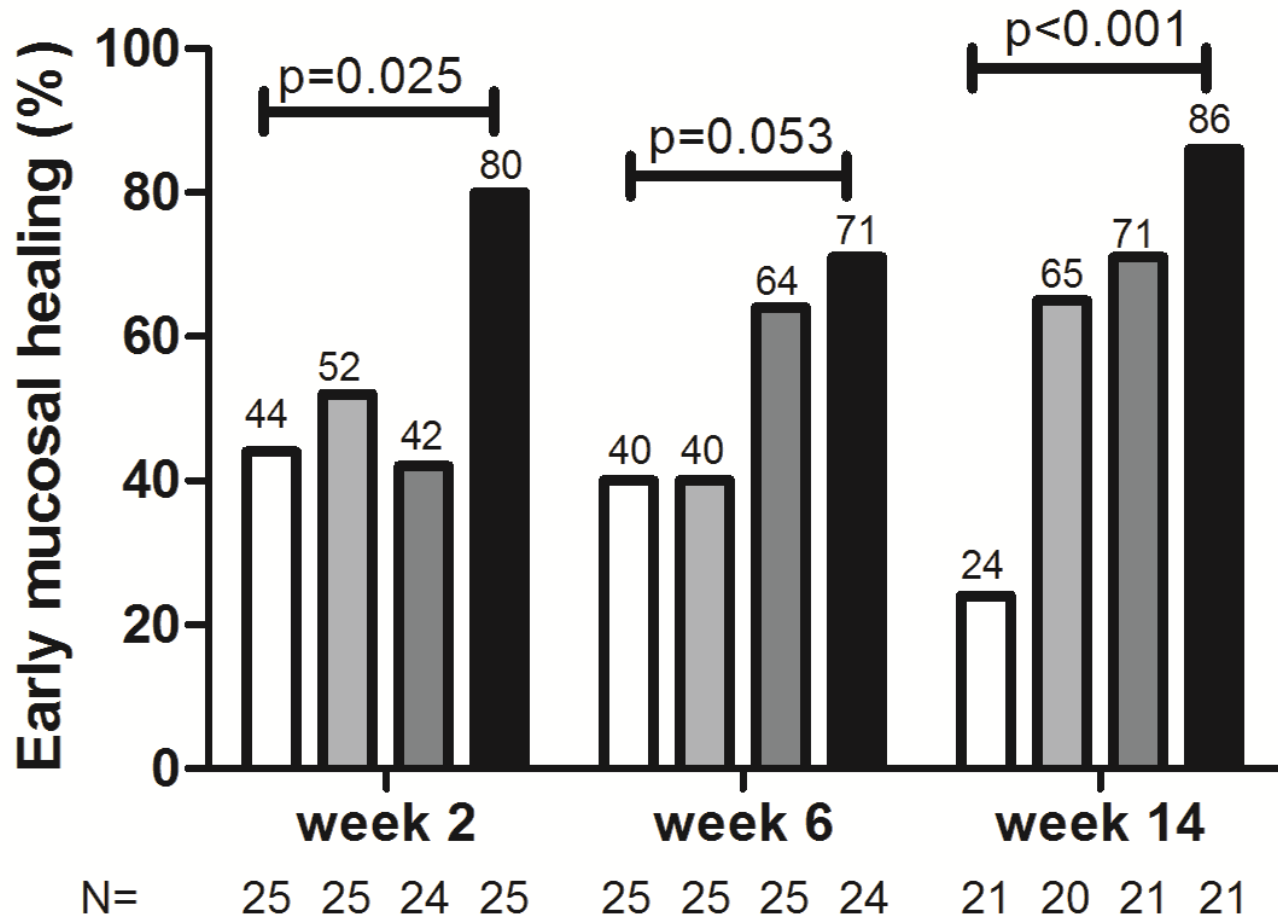 Early mucosal healing (%)
100
80
60
40
20
0
p=0.025
p=0.053
p<0.001
44
52
42
80
40
40
64
71
24
65
71
86
week 2
week 6
week 14
N= 25 25 24 25 25 25 25 24 21 20 21 21